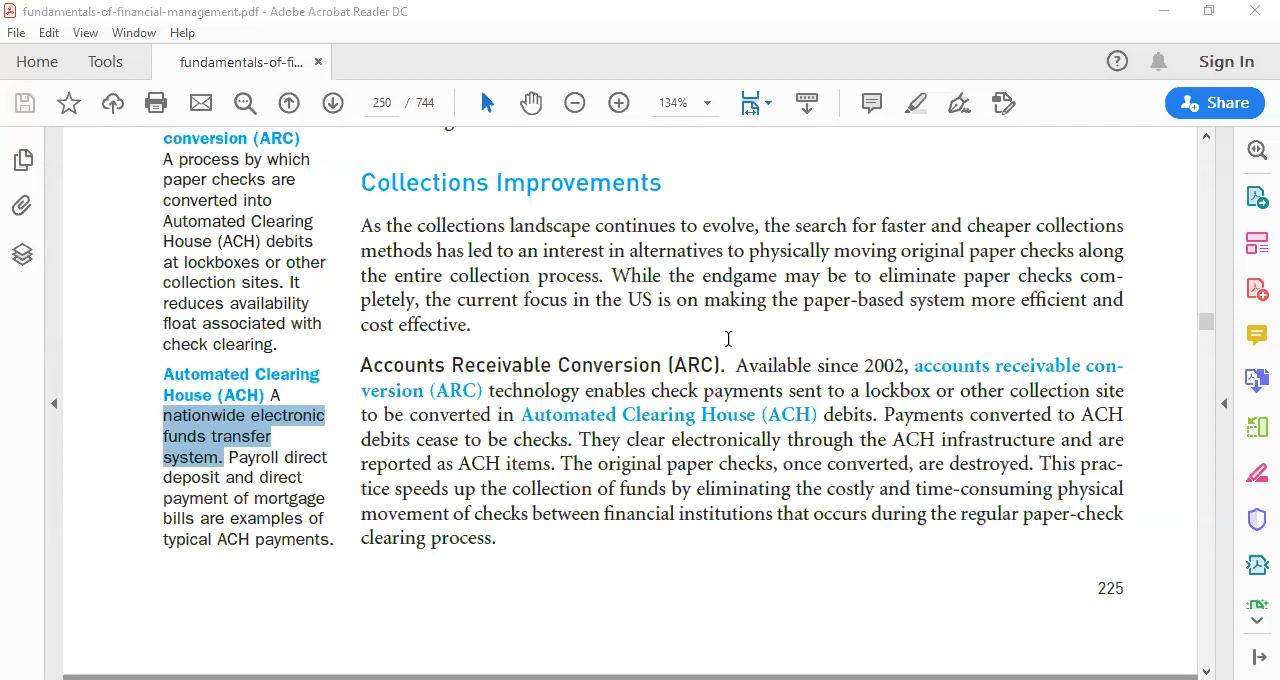 fundamentals-of-financial-management.pdf - Adobe Acrobat Reader DC
File Edit View Window Help
Home Tools fundamentals-of-fi... × Sign In
250 / 744 134% Share
conversion (ARC)
A process by which
paper checks are
converted into
Automated Clearing
House (ACH) debits
at lockboxes or other
collection sites. It
reduces availability
float associated with
check clearing.
Automated Clearing
House (ACH) A
nationwide electronic
funds transfer
system. Payroll direct
deposit and direct
payment of mortgage
bills are examples of
typical ACH payments.
Collections Improvements
As the collections landscape continues to evolve, the search for faster and cheaper collections
methods has led to an interest in alternatives to physically moving original paper checks along
the entire collection process. While the endgame may be to eliminate paper checks com-
pletely, the current focus in the US is on making the paper-based system more efficient and
cost effective.
Accounts Receivable Conversion (ARC). Available since 2002, accounts receivable con-
version (ARC) technology enables check payments sent to a lockbox or other collection site
to be converted in Automated Clearing House (ACH) debits. Payments converted to ACH
debits cease to be checks. They clear electronically through the ACH infrastructure and are
reported as ACH items. The original paper checks, once converted, are destroyed. This prac-
tice speeds up the collection of funds by eliminating the costly and time-consuming physical
movement of checks between financial institutions that occurs during the regular paper-check
clearing process.
225